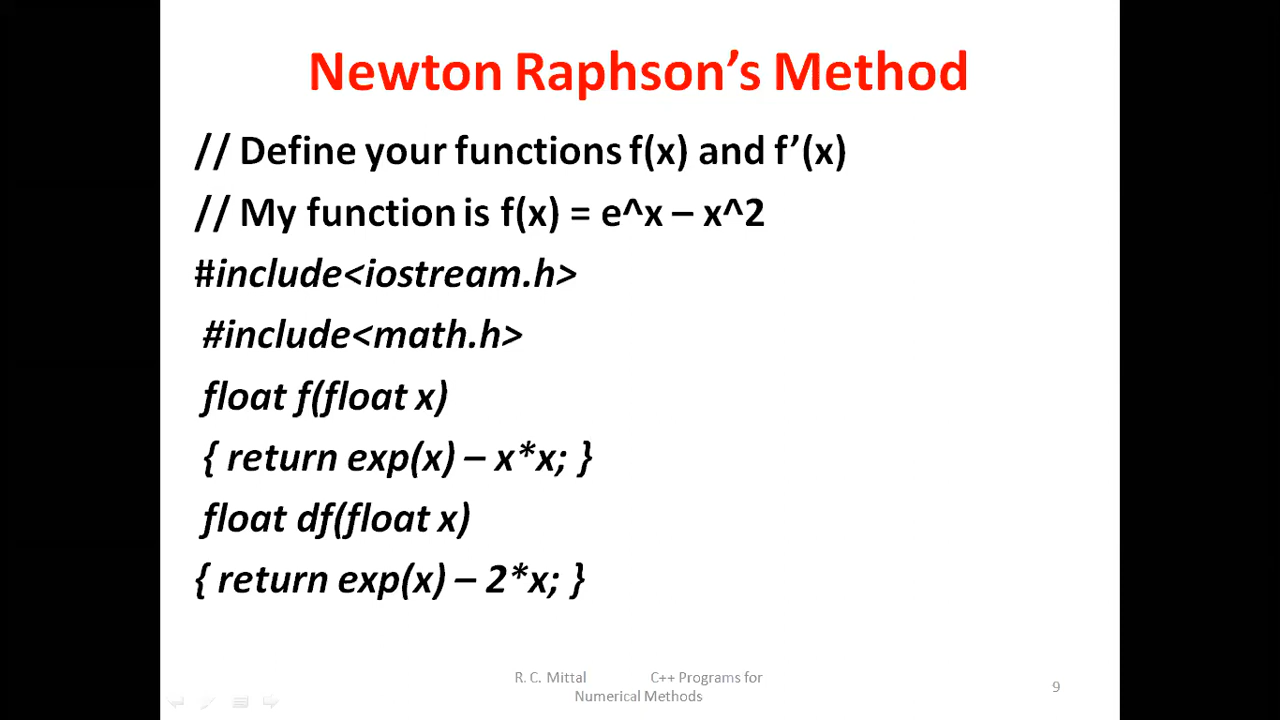 Newton Raphson’s Method
// Define your functions f(x) and f’(x)
// My function is f(x) = e^x – x^2
#include<iostream.h>
#include<math.h>
float f(float x)
{ return exp(x) – x*x; }
float df(float x)
{ return exp(x) – 2*x; }
R. C. Mittal C++ Programs for
Numerical Methods
9